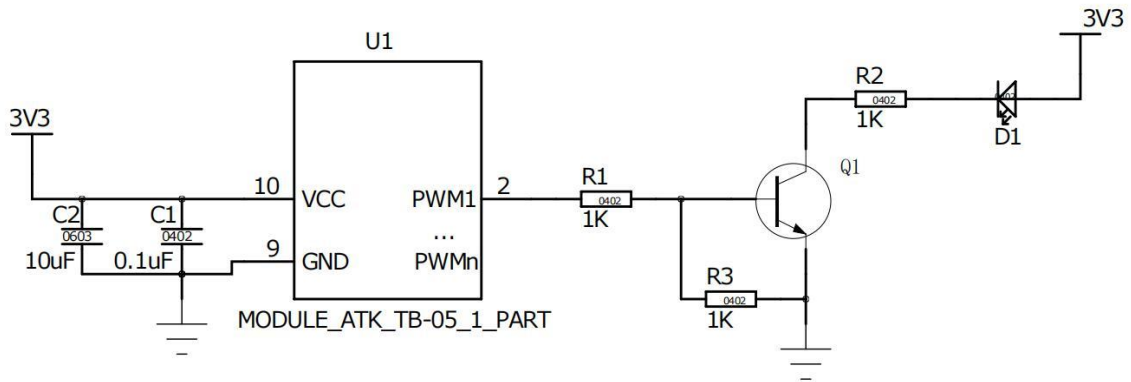 U1
3V3
3V3
R2
0402
1K
0402
D1
Q1
10
VCC
PWM1
2
R1
0402
1K
C2
0603
10uF
C1
0402
0.1uF
9
GND
...
PWMn
R3
0402
1K
MODULE_ATK_TB-05_1_PART